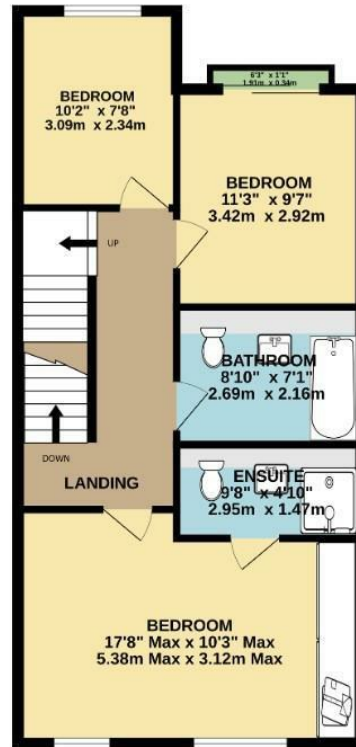 BEDROOM
10'2" x 7'8"
3.09m x 2.34m
6'3" x 1'1"
1.91m x 0.34m
BEDROOM
11'3" x 9'7"
3.42m x 2.92m
UP
BATHROOM
8'10" x 7'1"
2.69m x 2.16m
DOWN
LANDING
ENSUITE
9'8" x 4'10"
2.95m x 1.47m
BEDROOM
17'8" Max x 10'3" Max
5.38m Max x 3.12m Max